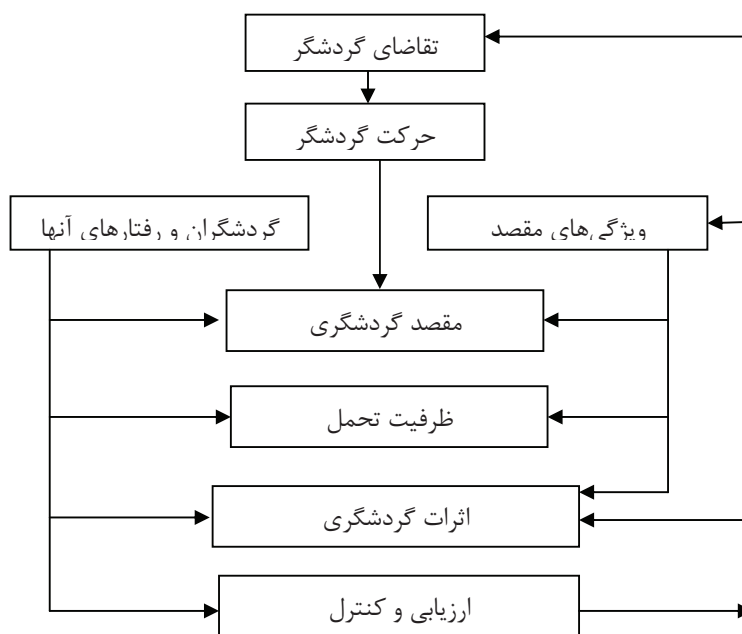 تقاضای گردشگر
حرکت گردشگر
ویژگی‌های مقصد
گردشگران و رفتارهای آنها
مقصد گردشگری
ظرفیت تحمل
اثرات گردشگری
ارزیابی و کنترل